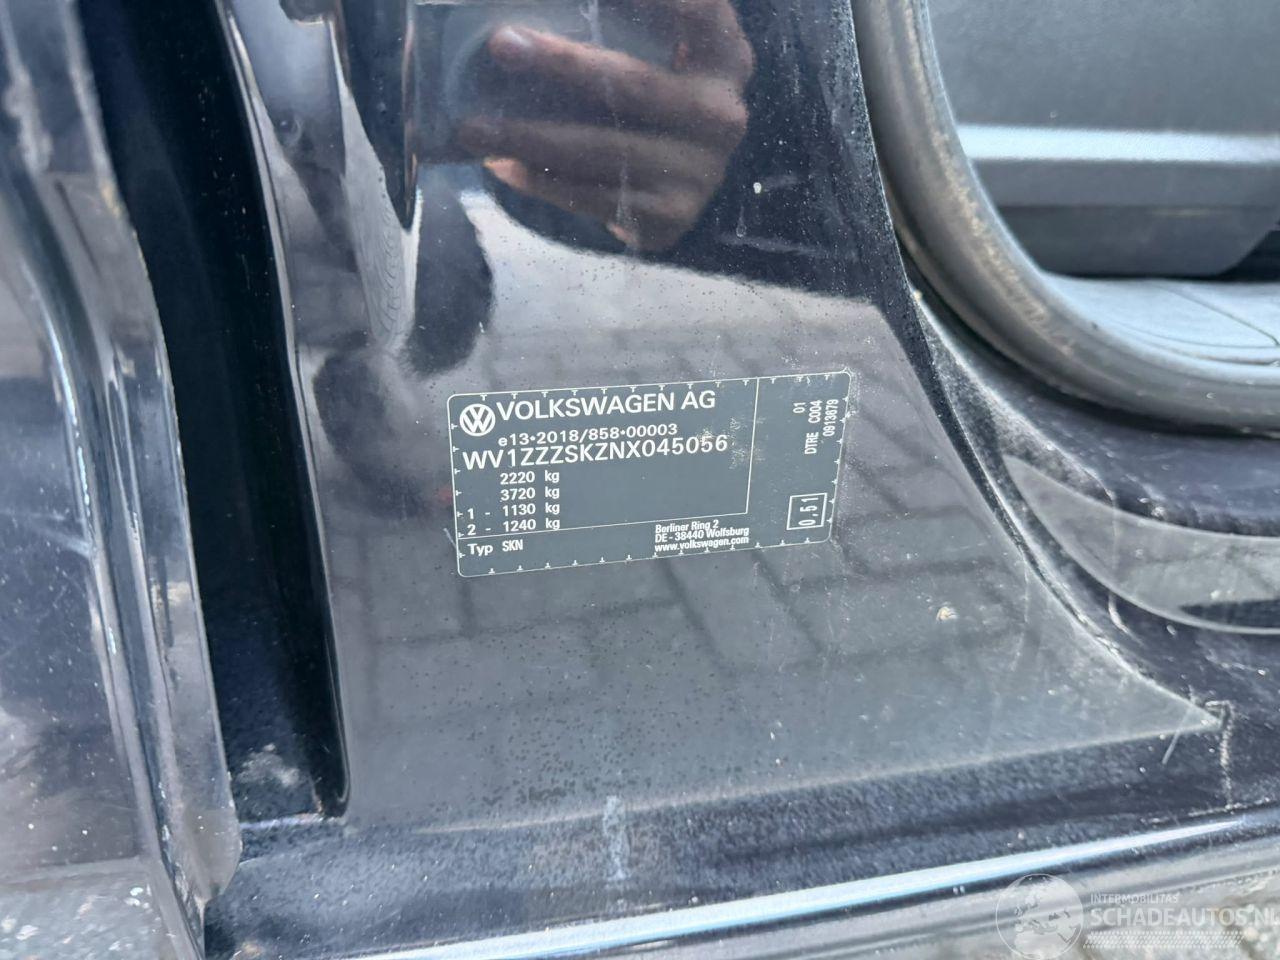 VOLKSWAGEN AG
e13*2018/858*00003
WV1ZZZSKZNX045056
2220 kg
3720 kg
1 - 1130 kg
2 - 1240 kg
Typ SKN
Berliner Ring 2
DE - 38440 Wolfsburg
www.volkswagen.com
01
DTRE C004
0913679
0,51
INTERMOBILITAS
SCHADEAUTOS.NL